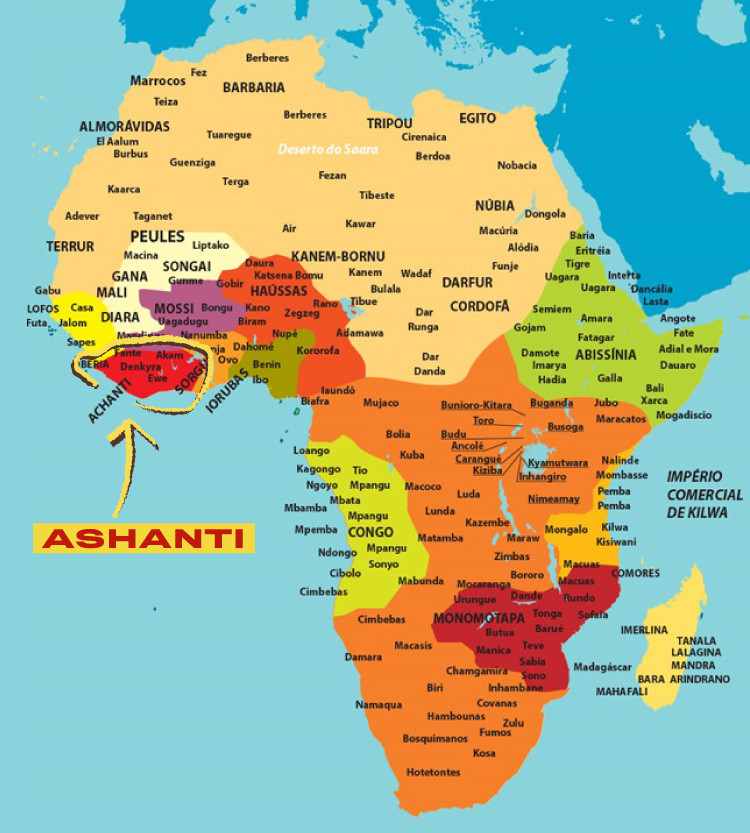 Berberes
Fez
Marrocos
BARBARIA
Teiza
Berberes
ALMORÁVIDAS
TRIPOU
EGITO
El Aalum
Tuaregue
Cirenaica
Burbus
Deserto do Saara
Berdoa
Guenziga
Nobacia
Fezan
Terga
Kaarca
Tibeste
NÚBIA
Adever
Taganet
Dongola
Kawar
Air
Macúria
PEULES
Baria
TERRUR
Liptako
Alódia
Eritréia
Macina
KANEM-BORNU
Tigre
SONGAI
Daura
Funje
GANA
Katsena Bomu
Kanem
Wadaf
Uagara
Interta
Gunme
Gobir
DARFUR
Uagara
Dancália
Gabu
MALI
HAÚSSAS
Bulala
Lasta
LOFOS
Casa
MOSSI
Bongu
Kano
Rano
Tibue
CORDOFÃ
Semiem
DIARA
Zegzeg
Dar
Runga
Amara
Angote
Futa
Jalom
Uagadugu
Biram
Gojam
Fate
Sapes
Nanumba
Nupé
Adamawa
Fatagar
Fante
Akam
Dahomé
Kororofa
Dar
Danda
Damote
ABISSÍNIA
Adial e Mora
BERIA
Denkyra
Ovo
Benin
Imarya
Dauaro
Ewe
Ibo
Hadia
Galla
ACHANTI
SORGU
IORUBAS
Iaundô
Bali
Biafra
Mujaco
Bunioro-Kitara
Buganda
Jubo
Xarca
Toro
Maracatos
Mogadiscio
Bolia
Budu
Busoga
Loango
Kuba
Ancolê
Kagongo
Tio
Carangué
Kyamutwara
Nalinde
Kiziba
Mombasse
IMPÉRIO
COMERCIAL
DE KILWA
Ngoyo
Mpangu
Macoco
Inhangiro
Pemba
Mbata
Luda
Nimeamay
Pemba
Mbamba
Mpangu
Lunda
Mpemba
CONGO
Kazembe
Mongalo
Kilwa
ASHANTI
Matamba
Maraw
Kisiwani
Ndongo
Mpangu
Zimbas
Sonyo
Macuas
Cibolo
Bororo
COMORES
Mabunda
Mocaranga
Macuas
Cimbebas
Urungue
Dande
Rundo
Cimbebas
MONOMOTAPA
Tonga
Sofala
Butua
Barué
IMERLINA
Macasis
Teve
TANALA
Manica
LALAGINA
Damara
Sabia
Madagáscar
MANDRA
Chamgamira
Sono
BARA
ARINDRANO
Biri
Inhambane
MAHAFALI
Namaqua
Covanas
Hambounas
Zulu
Bosquimanos
Fumos
Kosa
Hotetontes